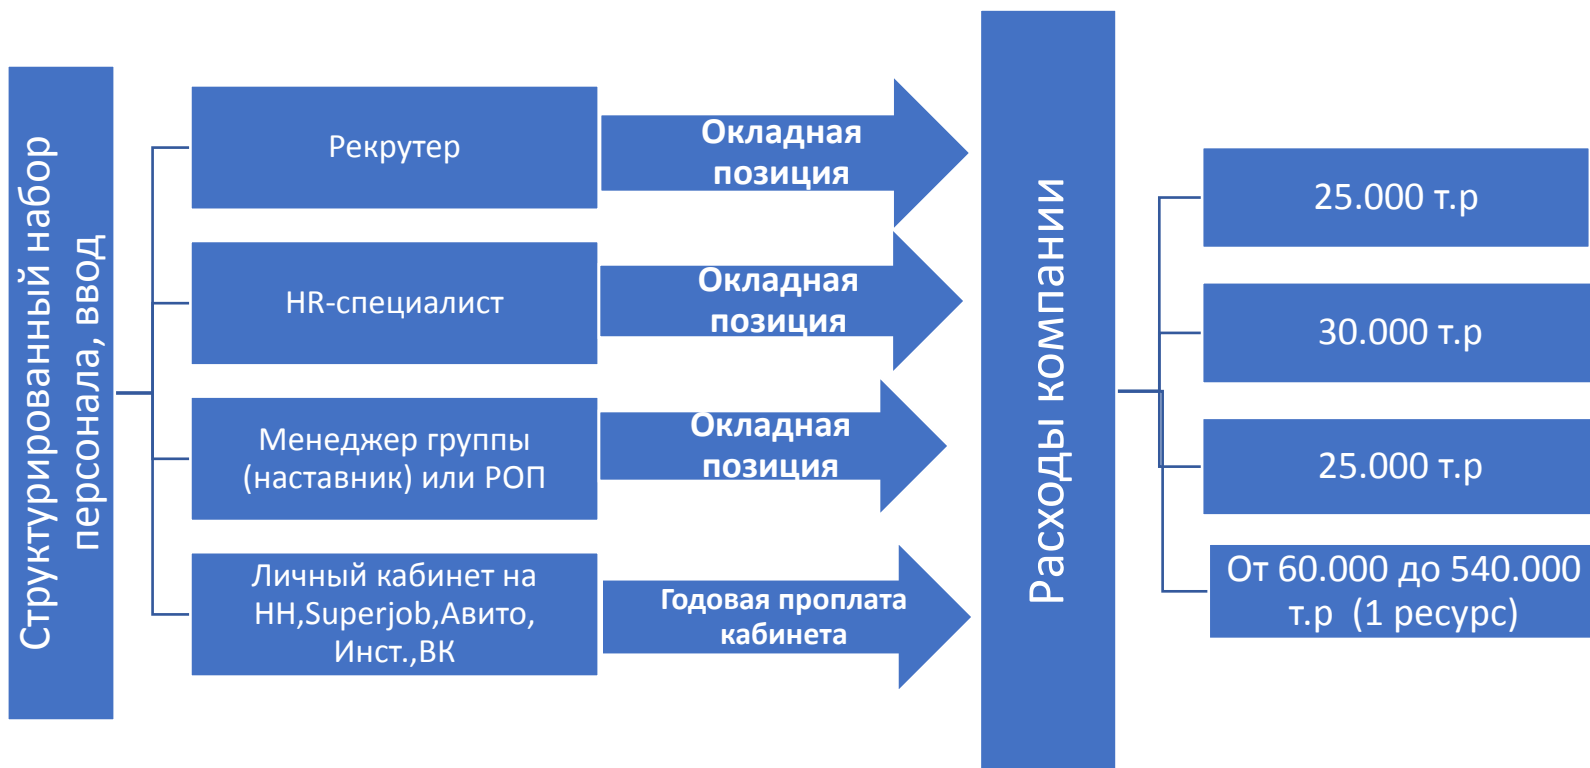 Структурированный набор
персонала, ввод
Рекрутер
Окладная
позиция
HR-специалист
Окладная
позиция
Менеджер группы
(наставник) или РОП
Окладная
позиция
Личный кабинет на
HH,Superjob,Авито,
Инст.,ВК
Годовая проплата
кабинета
Расходы компании
25.000 т.р
30.000 т.р
25.000 т.р
От 60.000 до 540.000
т.р (1 ресурс)